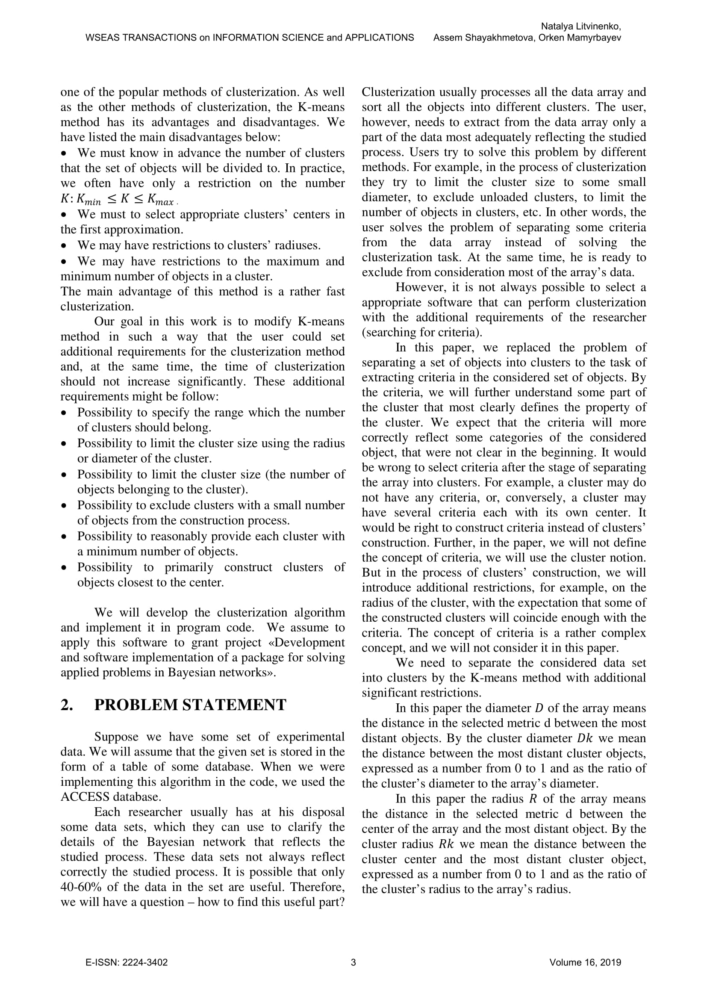 Natalya Litvinenko,
WSEAS TRANSACTIONS on INFORMATION SCIENCE and APPLICATIONS Assem Shayakhmetova, Orken Mamyrbayev
one of the popular methods of clusterization. As well
as the other methods of clusterization, the K-means
method has its advantages and disadvantages. We
have listed the main disadvantages below:
• We must know in advance the number of clusters
that the set of objects will be divided to. In practice,
we often have only a restriction on the number
K: Kmin ≤ K ≤ Kmax .
• We must to select appropriate clusters’ centers in
the first approximation.
• We may have restrictions to clusters’ radiuses.
• We may have restrictions to the maximum and
minimum number of objects in a cluster.
The main advantage of this method is a rather fast
clusterization.
Our goal in this work is to modify K-means
method in such a way that the user could set
additional requirements for the clusterization method
and, at the same time, the time of clusterization
should not increase significantly. These additional
requirements might be follow:
• Possibility to specify the range which the number
of clusters should belong.
• Possibility to limit the cluster size using the radius
or diameter of the cluster.
• Possibility to limit the cluster size (the number of
objects belonging to the cluster).
• Possibility to exclude clusters with a small number
of objects from the construction process.
• Possibility to reasonably provide each cluster with
a minimum number of objects.
• Possibility to primarily construct clusters of
objects closest to the center.
We will develop the clusterization algorithm
and implement it in program code. We assume to
apply this software to grant project «Development
and software implementation of a package for solving
applied problems in Bayesian networks».
2. PROBLEM STATEMENT
Suppose we have some set of experimental
data. We will assume that the given set is stored in the
form of a table of some database. When we were
implementing this algorithm in the code, we used the
ACCESS database.
Each researcher usually has at his disposal
some data sets, which they can use to clarify the
details of the Bayesian network that reflects the
studied process. These data sets not always reflect
correctly the studied process. It is possible that only
40-60% of the data in the set are useful. Therefore,
we will have a question – how to find this useful part?
Clusterization usually processes all the data array and
sort all the objects into different clusters. The user,
however, needs to extract from the data array only a
part of the data most adequately reflecting the studied
process. Users try to solve this problem by different
methods. For example, in the process of clusterization
they try to limit the cluster size to some small
diameter, to exclude unloaded clusters, to limit the
number of objects in clusters, etc. In other words, the
user solves the problem of separating some criteria
from the data array instead of solving the
clusterization task. At the same time, he is ready to
exclude from consideration most of the array’s data.
However, it is not always possible to select a
appropriate software that can perform clusterization
with the additional requirements of the researcher
(searching for criteria).
In this paper, we replaced the problem of
separating a set of objects into clusters to the task of
extracting criteria in the considered set of objects. By
the criteria, we will further understand some part of
the cluster that most clearly defines the property of
the cluster. We expect that the criteria will more
correctly reflect some categories of the considered
object, that were not clear in the beginning. It would
be wrong to select criteria after the stage of separating
the array into clusters. For example, a cluster may do
not have any criteria, or, conversely, a cluster may
have several criteria each with its own center. It
would be right to construct criteria instead of clusters’
construction. Further, in the paper, we will not define
the concept of criteria, we will use the cluster notion.
But in the process of clusters’ construction, we will
introduce additional restrictions, for example, on the
radius of the cluster, with the expectation that some of
the constructed clusters will coincide enough with the
criteria. The concept of criteria is a rather complex
concept, and we will not consider it in this paper.
We need to separate the considered data set
into clusters by the K-means method with additional
significant restrictions.
In this paper the diameter D of the array means
the distance in the selected metric d between the most
distant objects. By the cluster diameter Dk we mean
the distance between the most distant cluster objects,
expressed as a number from 0 to 1 and as the ratio of
the cluster’s diameter to the array’s diameter.
In this paper the radius R of the array means
the distance in the selected metric d between the
center of the array and the most distant object. By the
cluster radius Rk we mean the distance between the
cluster center and the most distant cluster object,
expressed as a number from 0 to 1 and as the ratio of
the cluster’s radius to the array’s radius.
E-ISSN: 2224-3402 3 Volume 16, 2019